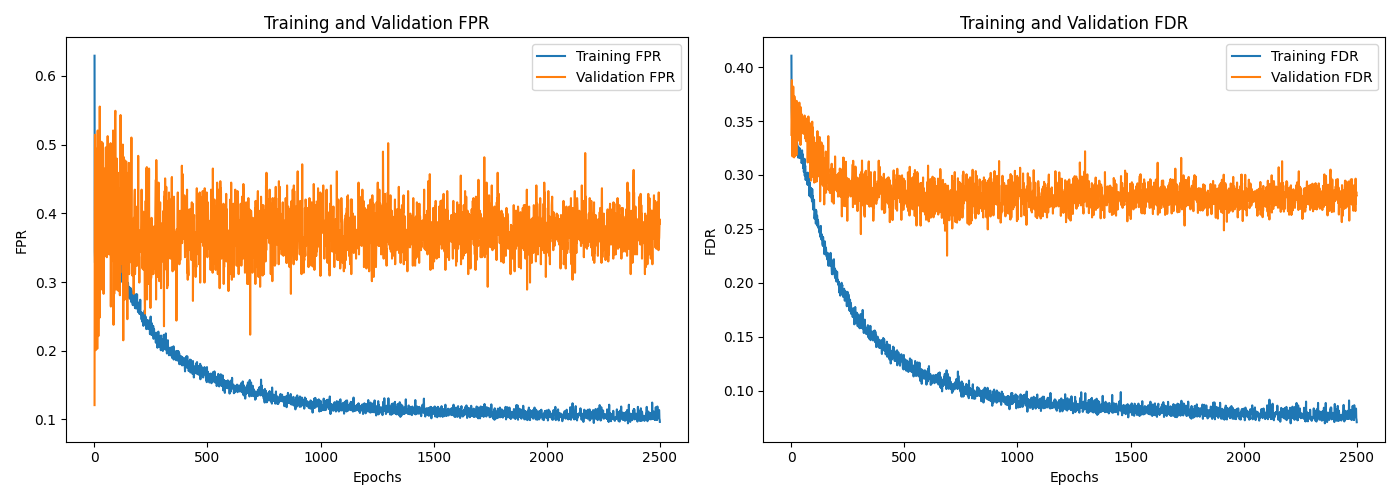 Training and Validation FPR
Training FPR
Validation FPR
0.6
0.5
0.4
0.3
0.2
0.1
FPR
0 500 1000 1500 2000 2500
Epochs
Training and Validation FDR
Training FDR
Validation FDR
0.40
0.35
0.30
0.25
0.20
0.15
0.10
FDR
0 500 1000 1500 2000 2500
Epochs